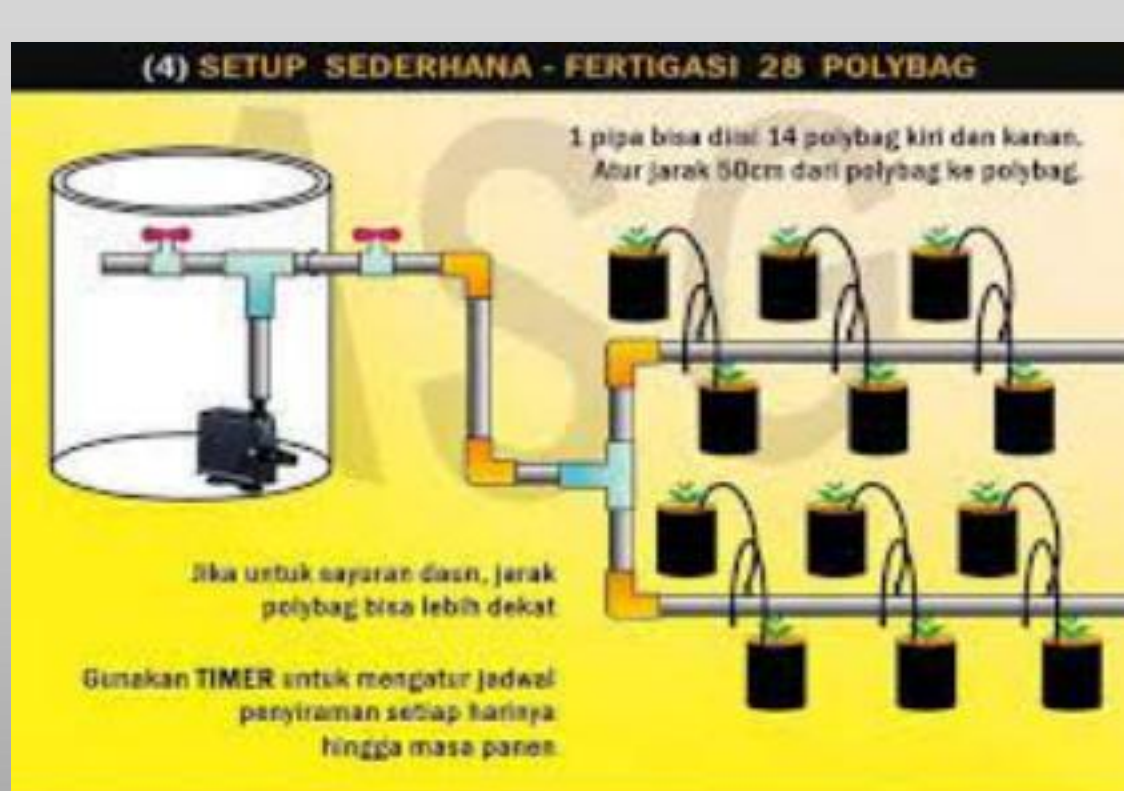 (4) SETUP SEDERHANA - FERTIGASI 28 POLYBAG
1 pipa bisa diisi 14 polybag kiri dan kanan.
Atur jarak 50cm dari polybag ke polybag.
ASC
Jika untuk sayuran daun, jarak
polybag bisa lebih dekat
Gunakan TIMER untuk mengatur jadwal
penyiraman setiap harinya
hingga masa panen